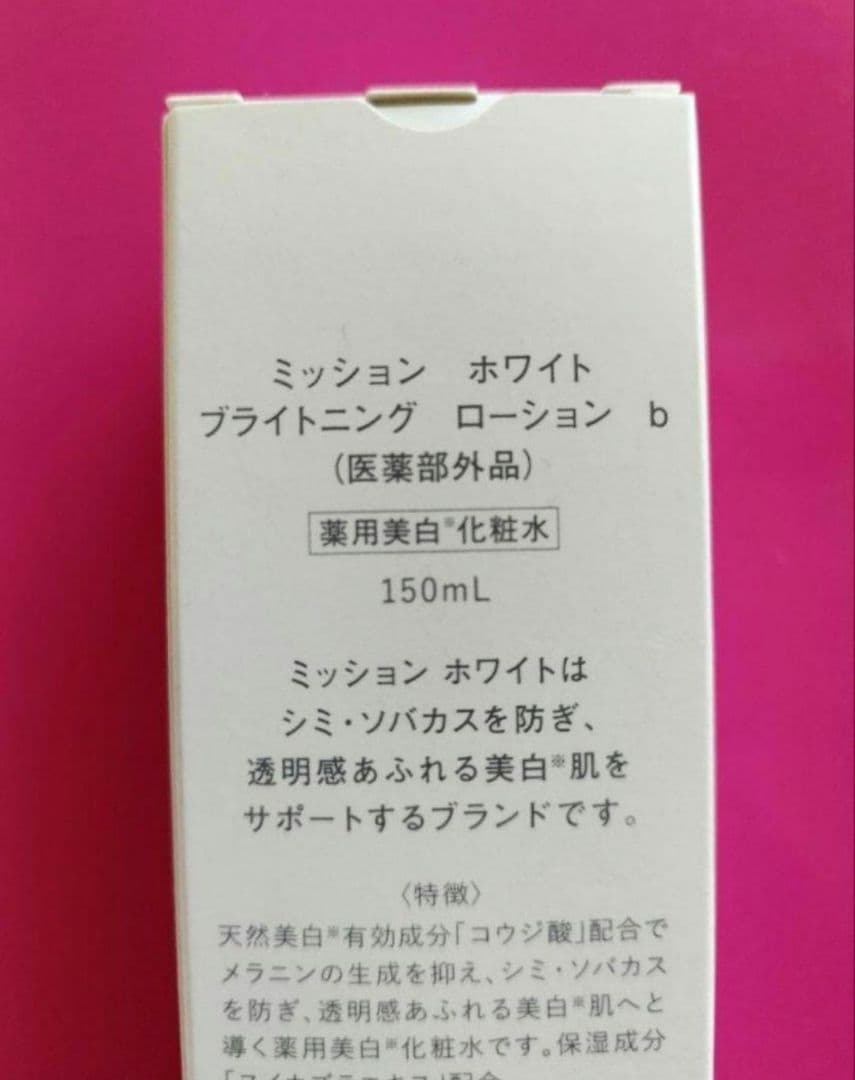 ミッション　ホワイト
ブライトニング　ローション　b
(医薬部外品)
薬用美白※化粧水
150mL
ミッション ホワイトは
シミ・ソバカスを防ぎ、
透明感あふれる美白※肌を
サポートするブランドです。
〈特徴〉
天然美白※有効成分「コウジ酸」配合で
メラニンの生成を抑え、シミ・ソバカス
を防ぎ、透明感あふれる美白※肌へと
導く薬用美白※化粧水です。保湿成分